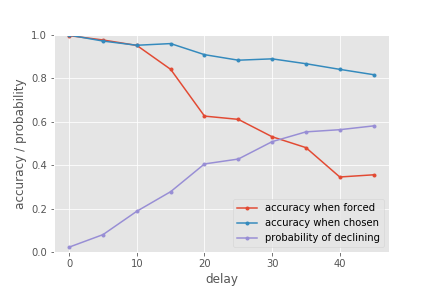 1.0
0.8
0.6
0.4
0.2
0.0
accuracy / probability
accuracy when forced
accuracy when chosen
probability of declining
0 10 20 30 40
delay